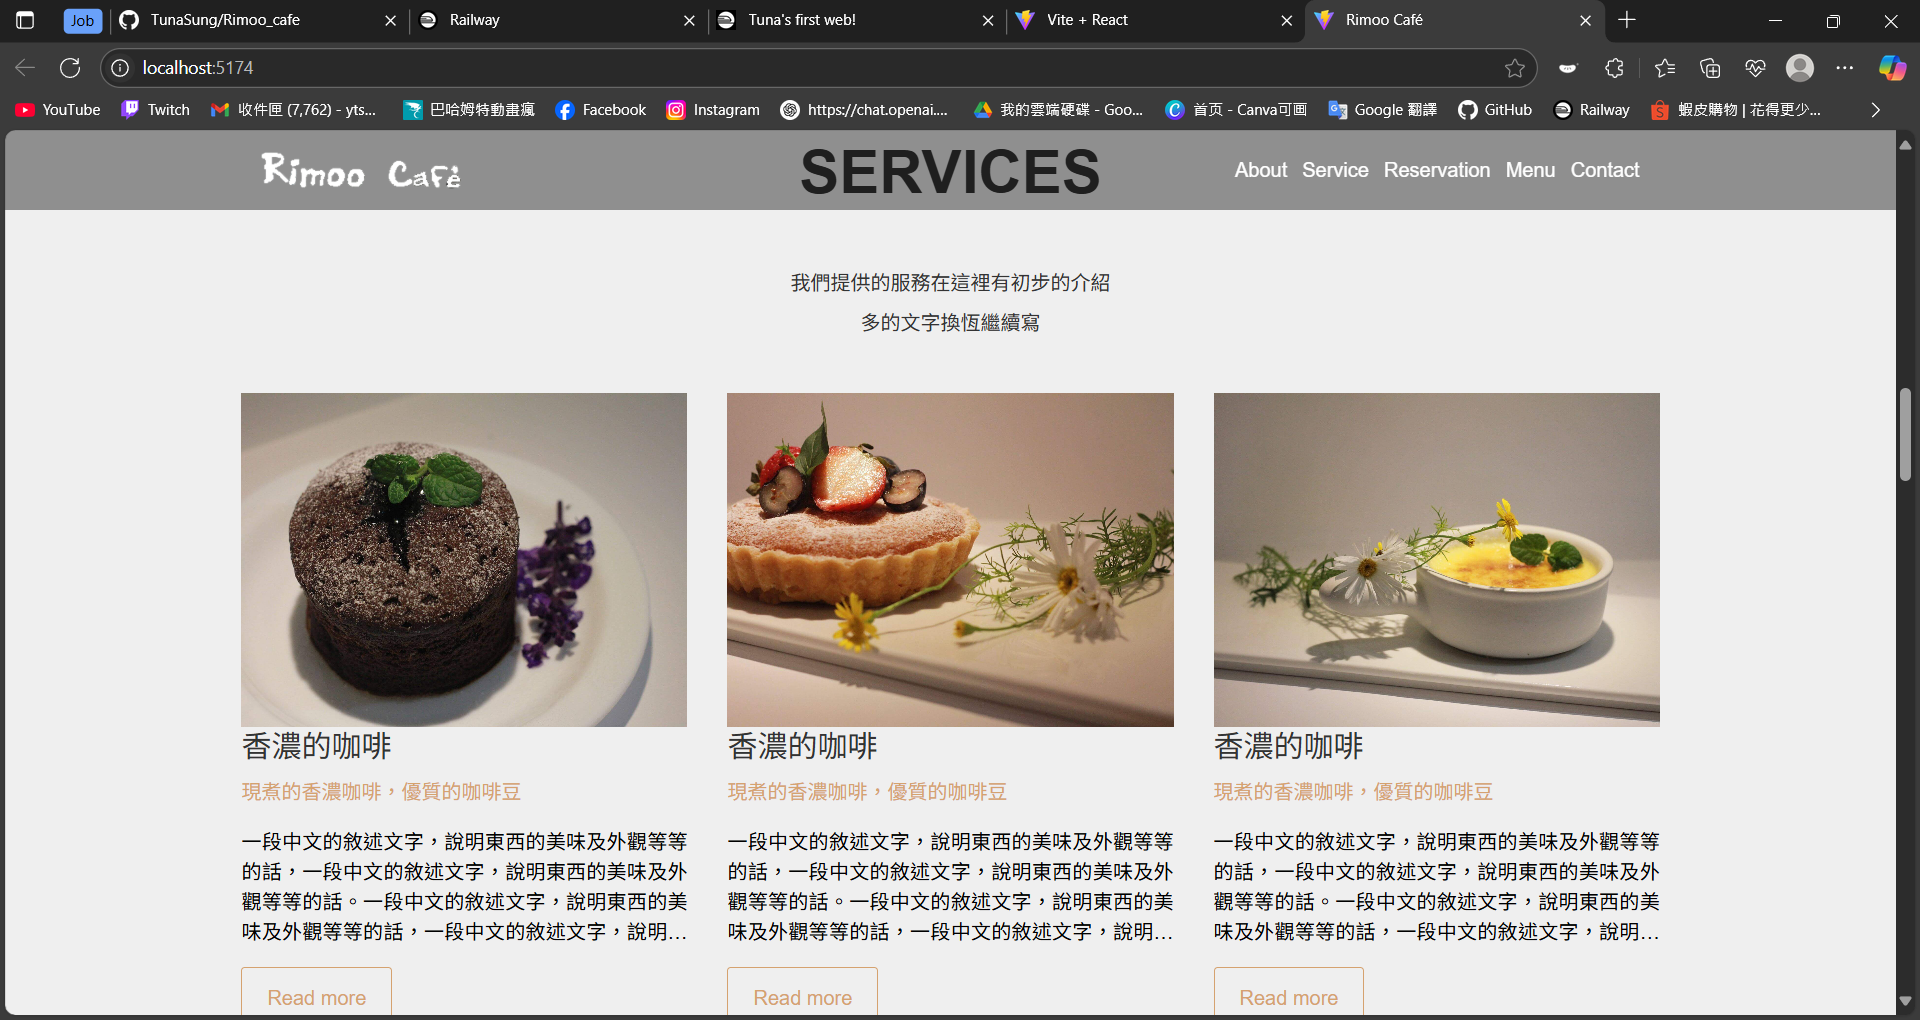 Job
TunaSung/Rimoo_cafe
Railway
Tuna's first web!
Vite + React
Rimoo Café
localhost:5174
YouTube
Twitch
收件匣 (7,762) - yts...
巴哈姆特動畫瘋
Facebook
Instagram
https://chat.openai....
我的雲端硬碟 - Goo...
首页 - Canva可画
Google 翻譯
GitHub
Railway
蝦皮購物 | 花得更少...
Rimoo Café
SERVICES
About Service Reservation Menu Contact
我們提供的服務在這裡有初步的介紹
多的文字換恆繼續寫
香濃的咖啡
現煮的香濃咖啡，優質的咖啡豆
一段中文的敘述文字，說明東西的美味及外觀等等
的話，一段中文的敘述文字，說明東西的美味及外
觀等等的話。一段中文的敘述文字，說明東西的美
味及外觀等等的話，一段中文的敘述文字，說明...
Read more
香濃的咖啡
現煮的香濃咖啡，優質的咖啡豆
一段中文的敘述文字，說明東西的美味及外觀等等
的話，一段中文的敘述文字，說明東西的美味及外
觀等等的話。一段中文的敘述文字，說明東西的美
味及外觀等等的話，一段中文的敘述文字，說明...
Read more
香濃的咖啡
現煮的香濃咖啡，優質的咖啡豆
一段中文的敘述文字，說明東西的美味及外觀等等
的話，一段中文的敘述文字，說明東西的美味及外
觀等等的話。一段中文的敘述文字，說明東西的美
味及外觀等等的話，一段中文的敘述文字，說明...
Read more